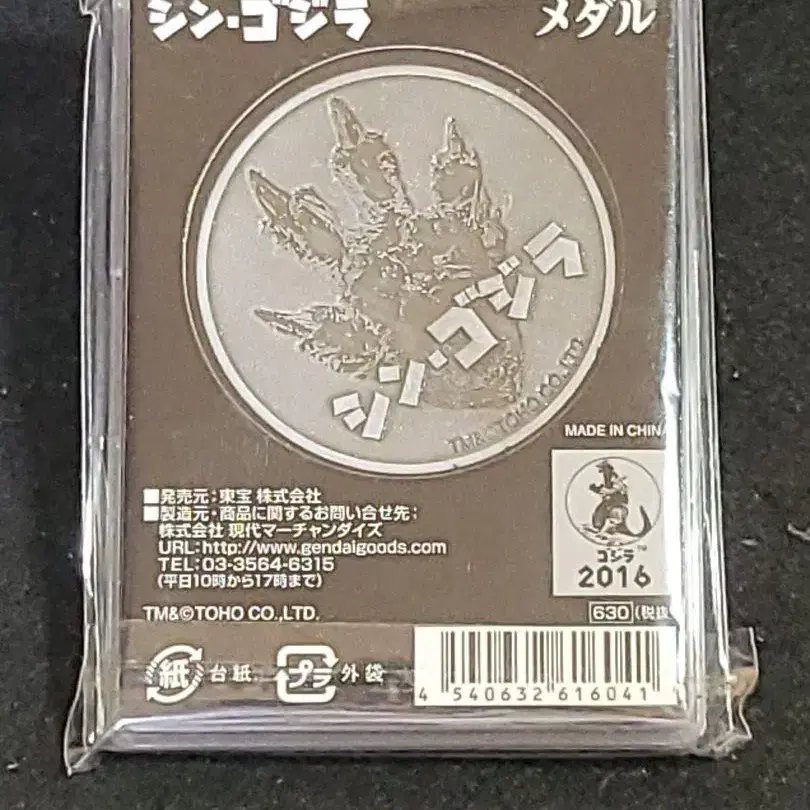 シン・ゴジラ メダル
シン・ゴジラ
TM&©TOHO CO.,LTD.
MADE IN CHINA
■発売元：東宝 株式会社
■製造元・商品に関するお問い合せ先：
株式会社 現代マーチャンダイズ
URL:http://www.gendaigoods.com
TEL:03-3564-6315
(平日10時から17時まで)
ゴジラ™
2016
TM&©TOHO CO.,LTD.
630 (税抜
紙 台紙 プラ 外袋
4 540632 616041